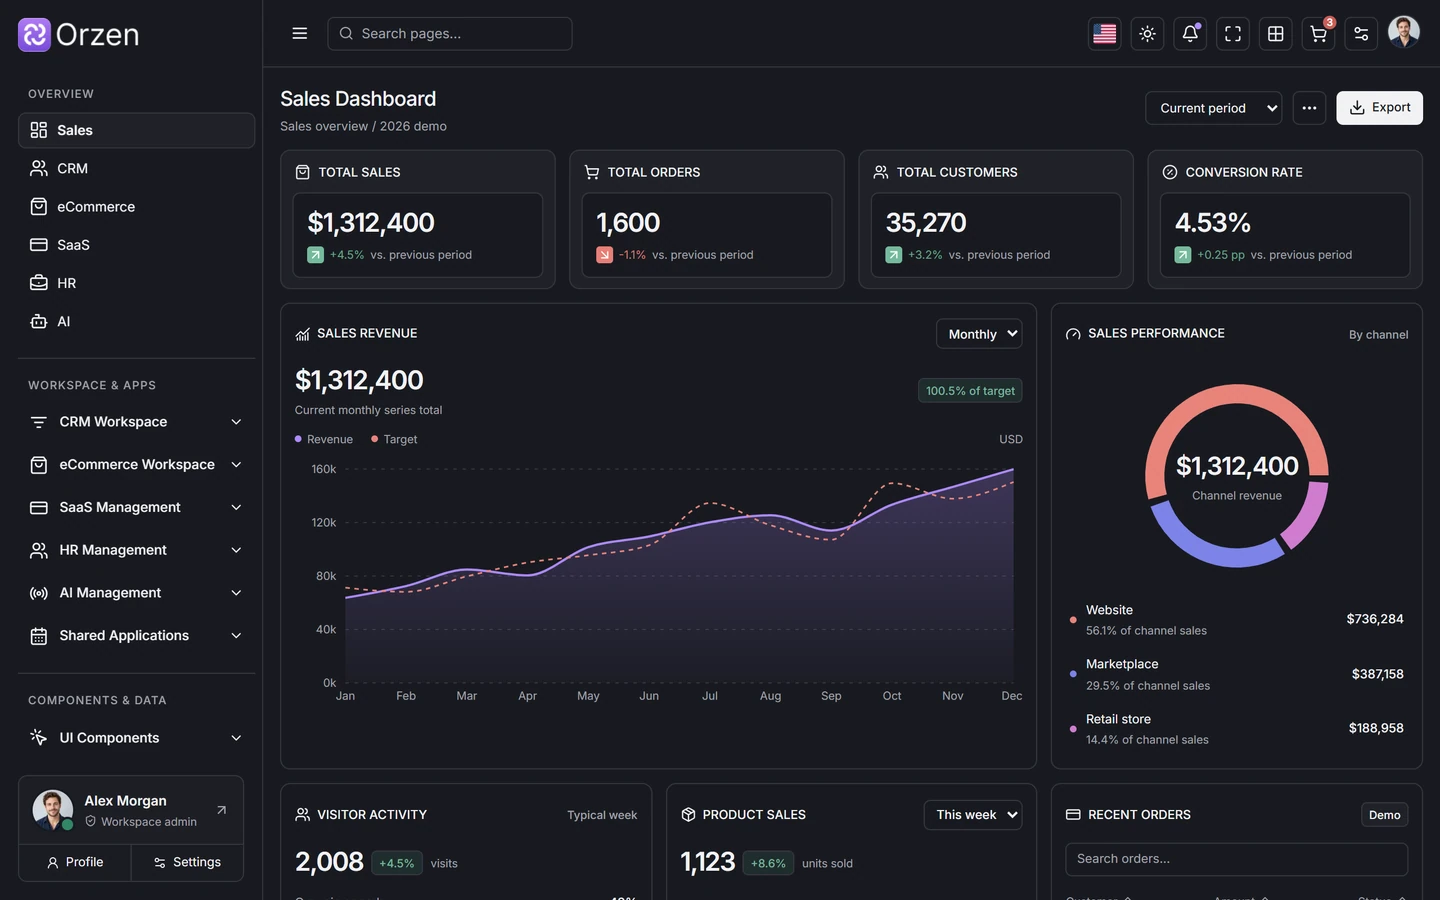 Orzen
Search pages...
3
OVERVIEW
Sales
CRM
eCommerce
SaaS
HR
AI
WORKSPACE & APPS
CRM Workspace
eCommerce Workspace
SaaS Management
HR Management
AI Management
Shared Applications
COMPONENTS & DATA
UI Components
Alex Morgan
Workspace admin
Profile
Settings
Sales Dashboard
Sales overview / 2026 demo
Current period
Export
TOTAL SALES
$1,312,400
+4.5% vs. previous period
TOTAL ORDERS
1,600
-1.1% vs. previous period
TOTAL CUSTOMERS
35,270
+3.2% vs. previous period
CONVERSION RATE
4.53%
+0.25 pp vs. previous period
SALES REVENUE
Monthly
$1,312,400
100.5% of target
Current monthly series total
Revenue Target USD
160k
120k
80k
40k
0k
Jan Feb Mar Apr May Jun Jul Aug Sep Oct Nov Dec
SALES PERFORMANCE
By channel
$1,312,400
Channel revenue
Website
56.1% of channel sales
$736,284
Marketplace
29.5% of channel sales
$387,158
Retail store
14.4% of channel sales
$188,958
VISITOR ACTIVITY
Typical week
2,008 +4.5% visits
PRODUCT SALES
This week
1,123 +8.6% units sold
RECENT ORDERS
Demo
Search orders...